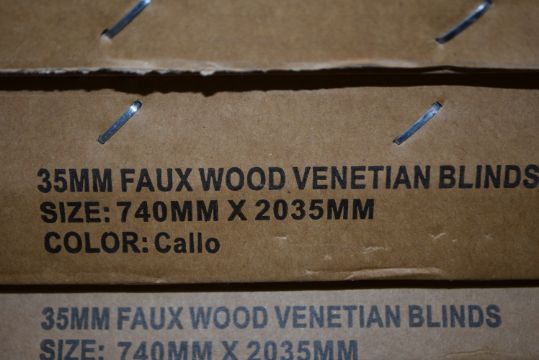 35MM FAUX WOOD VENETIAN BLINDS
SIZE: 740MM X 2035MM
COLOR: Callo
35MM FAUX WOOD VENETIAN BLINDS
SIZE: 740MM X 2035MM